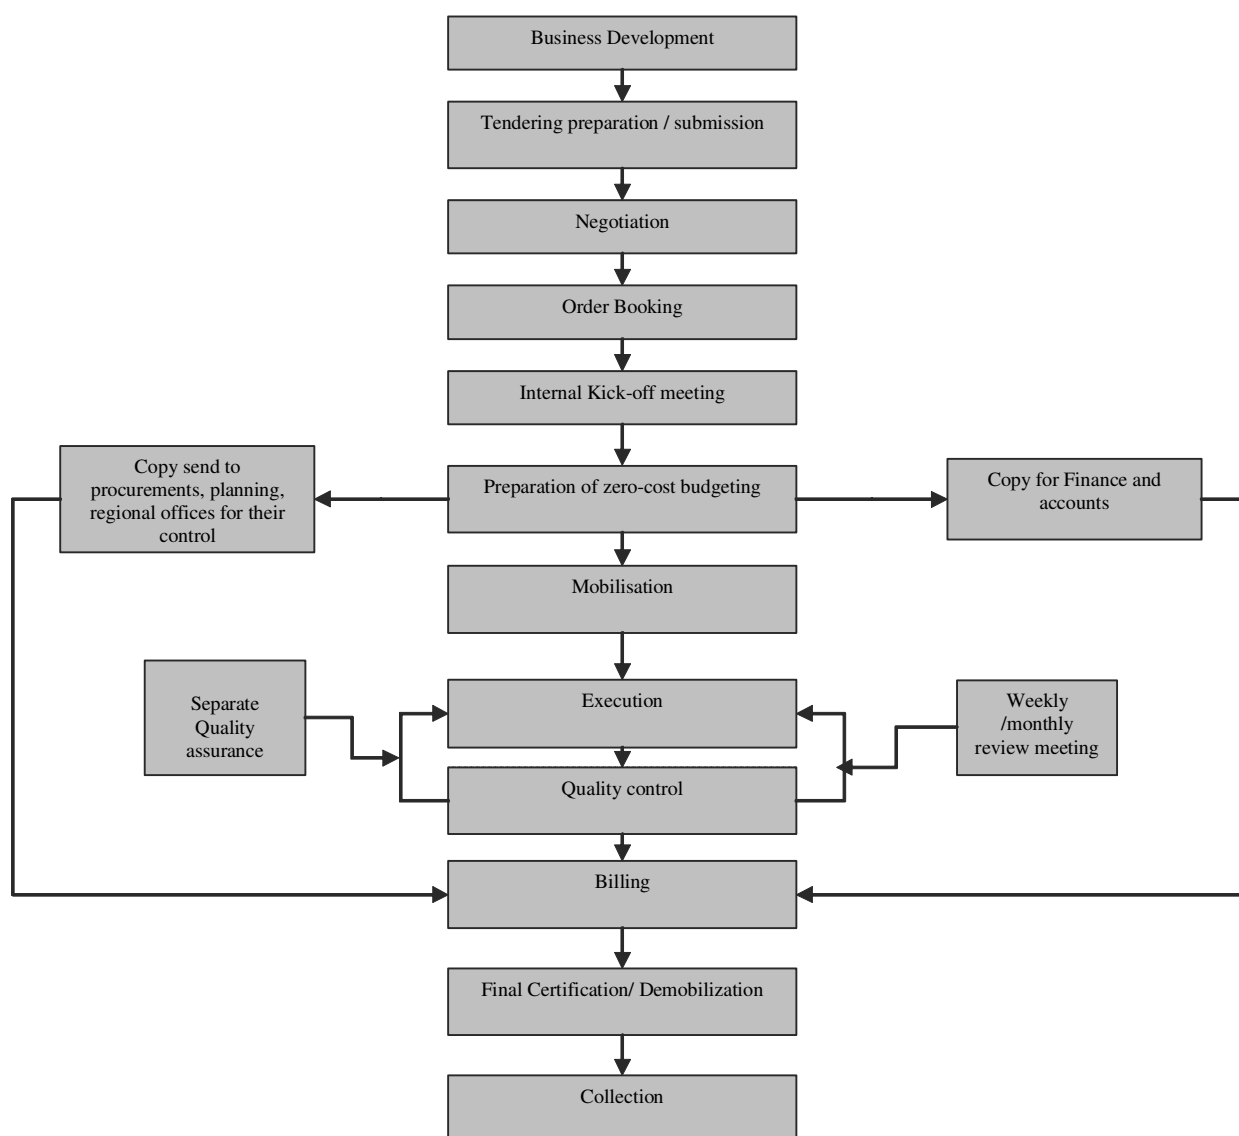 Business Development
Tendering preparation / submission
Negotiation
Order Booking
Internal Kick-off meeting
Copy send to
procurements, planning,
regional offices for their
control
Preparation of zero-cost budgeting
Copy for Finance and
accounts
Mobilisation
Separate
Quality
assurance
Execution
Weekly
/monthly
review meeting
Quality control
Billing
Final Certification/ Demobilization
Collection